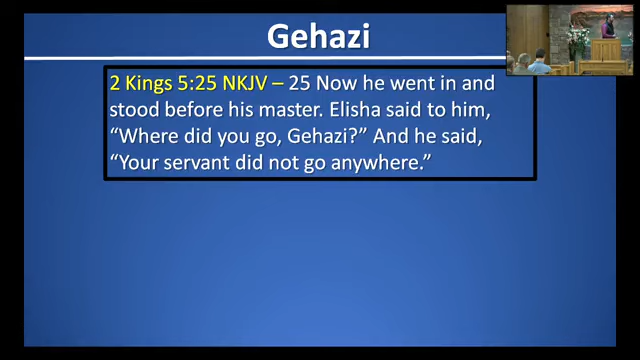 Gehazi
2 Kings 5:25 NKJV – 25 Now he went in and
stood before his master. Elisha said to him,
“Where did you go, Gehazi?” And he said,
“Your servant did not go anywhere.”